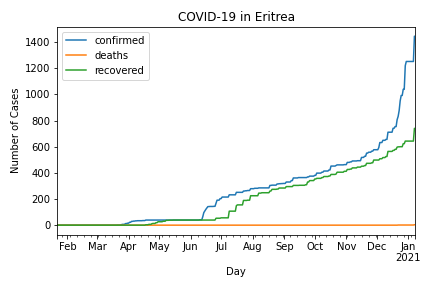 COVID-19 in Eritrea
confirmed
deaths
recovered
Number of Cases
1400
1200
1000
800
600
400
200
0
Feb Mar Apr May Jun Jul Aug Sep Oct Nov Dec Jan
2021
Day